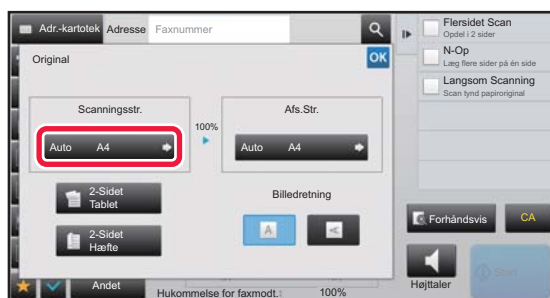 Adr.-kartotek Adresse Faxnummer
Original
OK
Scanningsstr.
Auto A4
100%
Afs.Str.
Auto A4
2-Sidet
Tablet
2-Sidet
Hæfte
Billedretning
A
A
Andet
Hukommelse for faxmodt.: 100%
Flersidet Scan
Opdel i 2 sider
N-Op
Læg flere sider på én side
Langsom Scanning
Scan tynd papiroriginal
Forhåndsvis
CA
Højttaler
Start